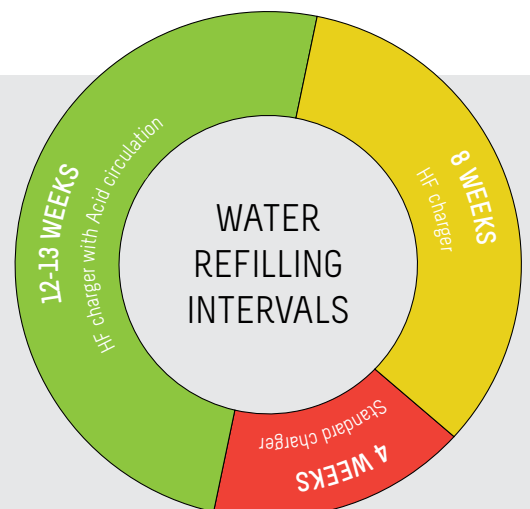 WATER
REFILLING
INTERVALS
8 WEEKS
HF charger
4 WEEKS
Standard charger
12-13 WEEKS
HF charger with Acid circulation